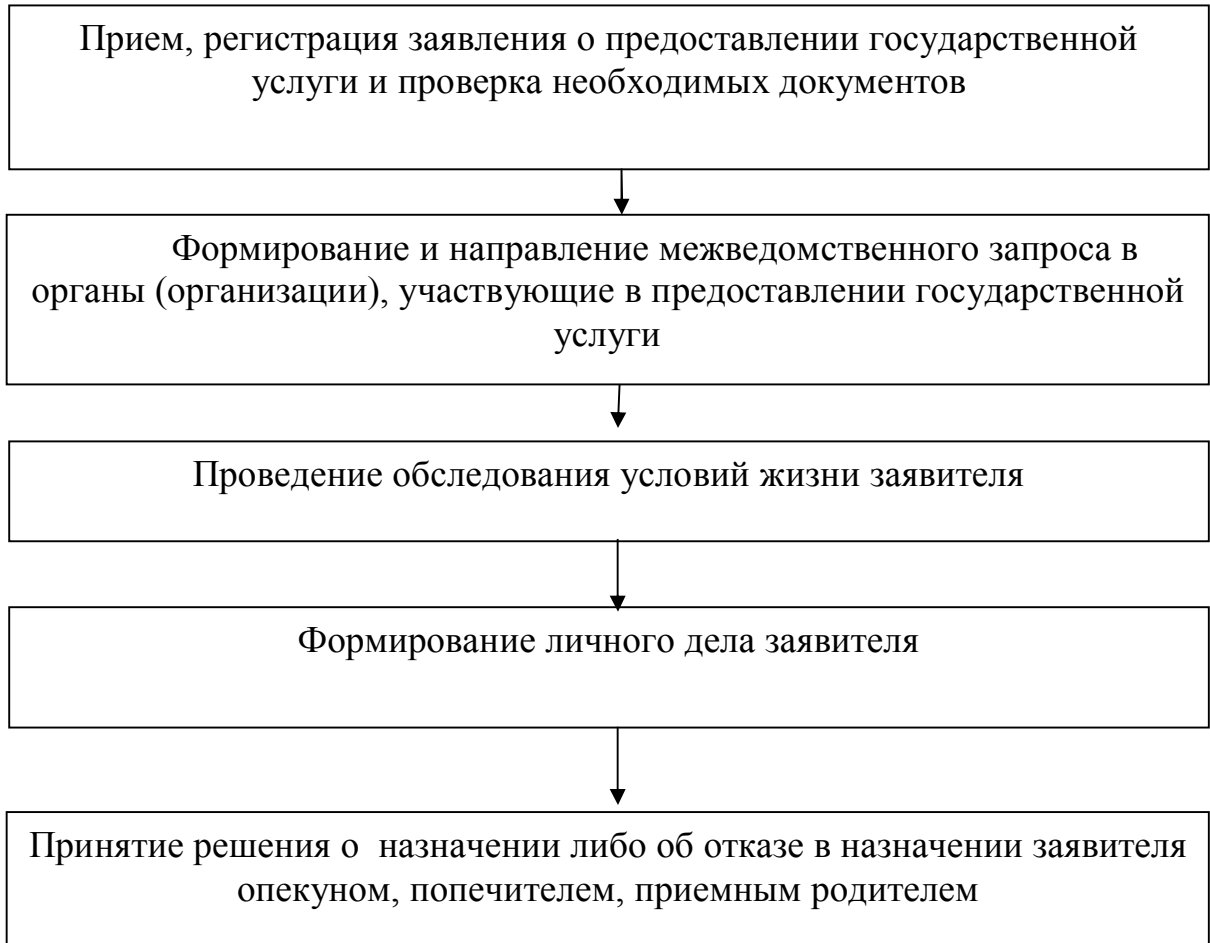 Прием, регистрация заявления о предоставлении государственной
услуги и проверка необходимых документов
Формирование и направление межведомственного запроса в
органы (организации), участвующие в предоставлении государственной
услуги
Проведение обследования условий жизни заявителя
Формирование личного дела заявителя
Принятие решения о назначении либо об отказе в назначении заявителя
опекуном, попечителем, приемным родителем